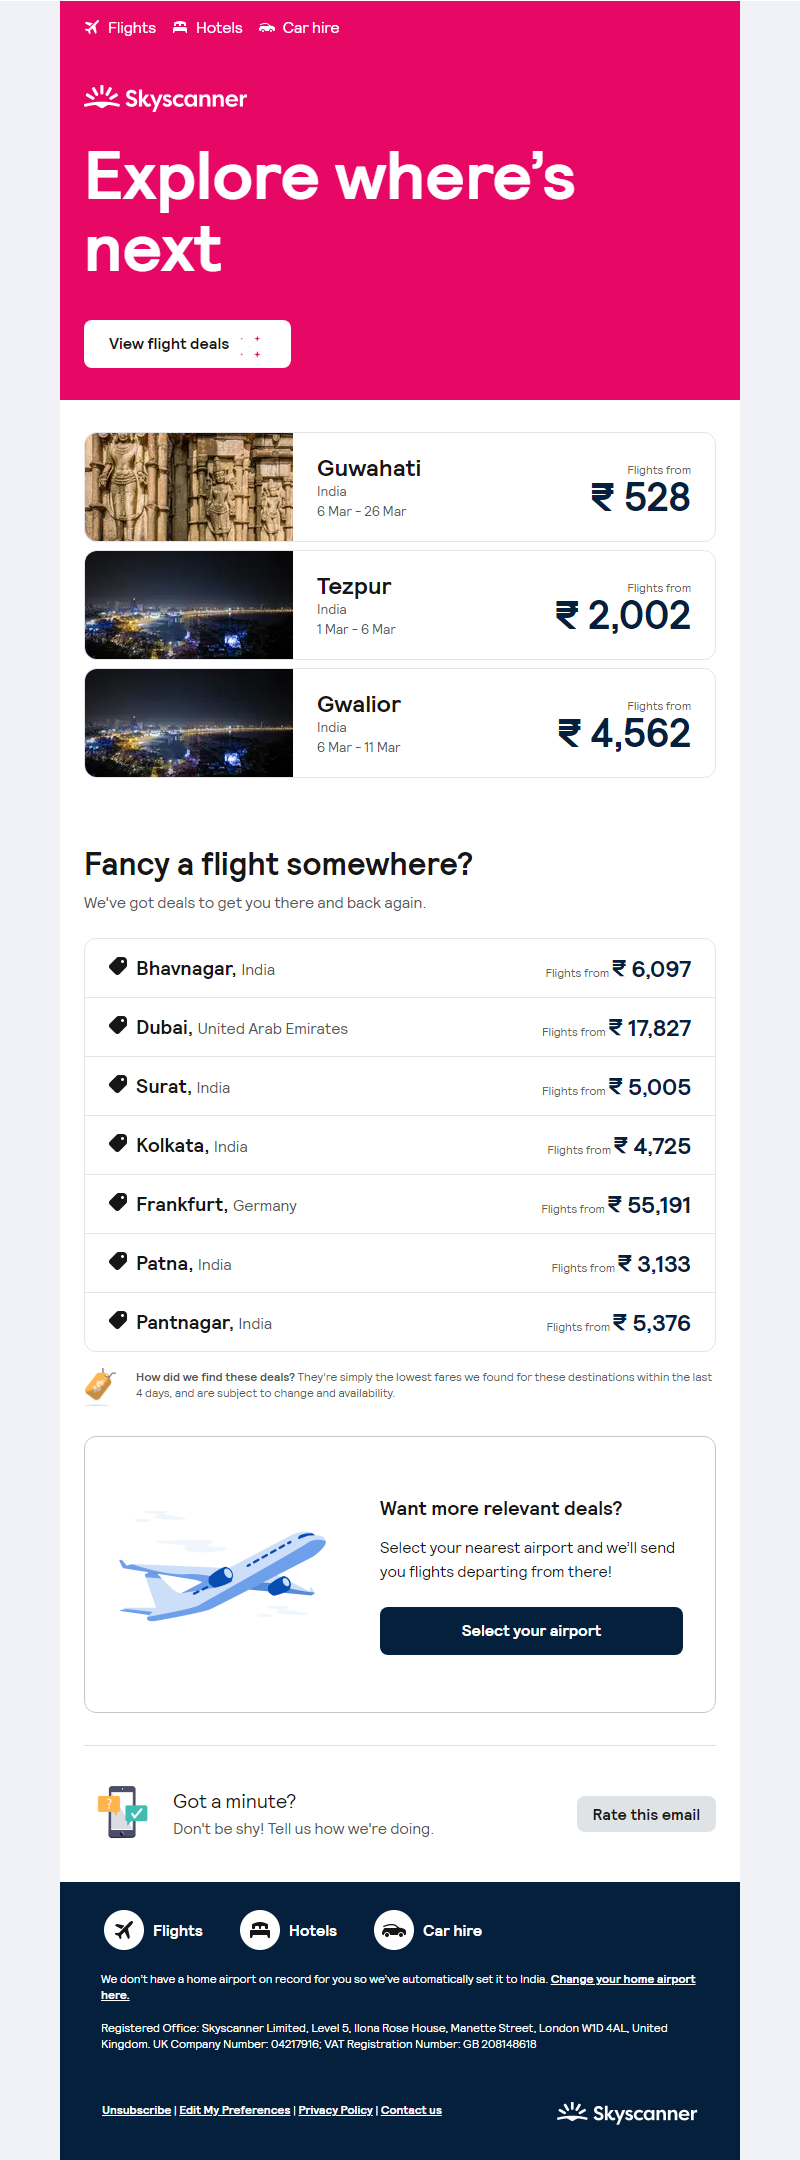 Flights Hotels Car hire
Skyscanner
Explore where's
next
View flight deals
Guwahati
India
6 Mar - 26 Mar
Flights from
₹ 528
Tezpur
India
1 Mar - 6 Mar
Flights from
₹ 2,002
Gwalior
India
6 Mar - 11 Mar
Flights from
₹ 4,562
Fancy a flight somewhere?
We've got deals to get you there and back again.
Bhavnagar, India Flights from ₹ 6,097
Dubai, United Arab Emirates Flights from ₹ 17,827
Surat, India Flights from ₹ 5,005
Kolkata, India Flights from ₹ 4,725
Frankfurt, Germany Flights from ₹ 55,191
Patna, India Flights from ₹ 3,133
Pantnagar, India Flights from ₹ 5,376
How did we find these deals? They're simply the lowest fares we found for these destinations within the last
4 days, and are subject to change and availability.
Want more relevant deals?
Select your nearest airport and we'll send
you flights departing from there!
Select your airport
?
Got a minute?
Don't be shy! Tell us how we're doing.
Rate this email
Flights Hotels Car hire
We don't have a home airport on record for you so we've automatically set it to India. Change your home airport
here.
Registered Office: Skyscanner Limited, Level 5, Ilona Rose House, Manette Street, London W1D 4AL, United
Kingdom. UK Company Number: 04217916; VAT Registration Number: GB 208148618
Unsubscribe | Edit My Preferences | Privacy Policy | Contact us
Skyscanner